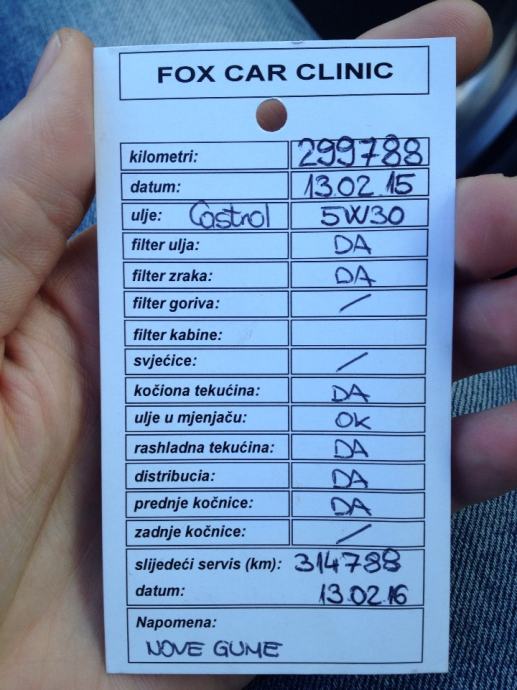 FOX CAR CLINIC
kilometri: 299788
datum: 13.02.15
ulje: Castrol 5W30
filter ulja: DA
filter zraka: DA
filter goriva: /
filter kabine:
svjećice: /
kočiona tekućina: DA
ulje u mjenjaču: OK
rashladna tekućina: DA
distribucia: DA
prednje kočnice: DA
zadnje kočnice: /
slijedeći servis (km): 314788
datum: 13.02.16
Napomena:
NOVE GUME